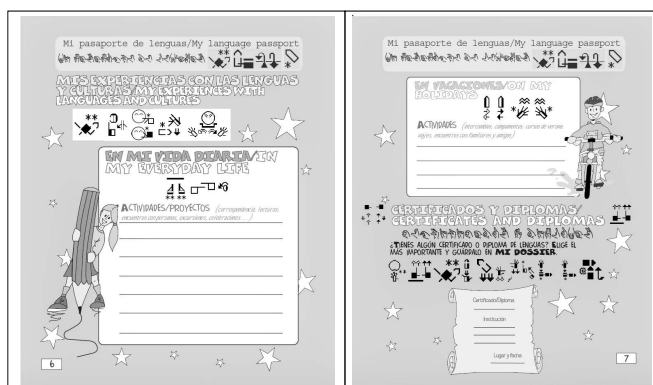 Mi pasaporte de lenguas/My language passport
MIS EXPERIENCIAS CON LAS LENGUAS
Y CULTURAS/MY EXPERIENCES WITH
LANGUAGES AND CULTURES
EN MI VIDA DIARIA/IN
MY EVERYDAY LIFE
ACTIVIDADES/PROYECTOS (correspondencia, lecturas,
encuentros con personas, excursiones, celebraciones ...)
6
Mi pasaporte de lenguas/My language passport
EN VACACIONES/ON MY
HOLIDAYS
ACTIVIDADES (intercambios, campamentos, cursos de verano,
viajes, encuentros con familiares y amigos)
CERTIFICADOS Y DIPLOMAS/
CERTIFICATES AND DIPLOMAS
¿TIENES ALGÚN CERTIFICADO O DIPLOMA DE LENGUAS? ELIGE EL
MÁS IMPORTANTE Y GUÁRDALO EN MI DOSSIER.
Certificado/Diploma
Institución
Lugar y fecha
7